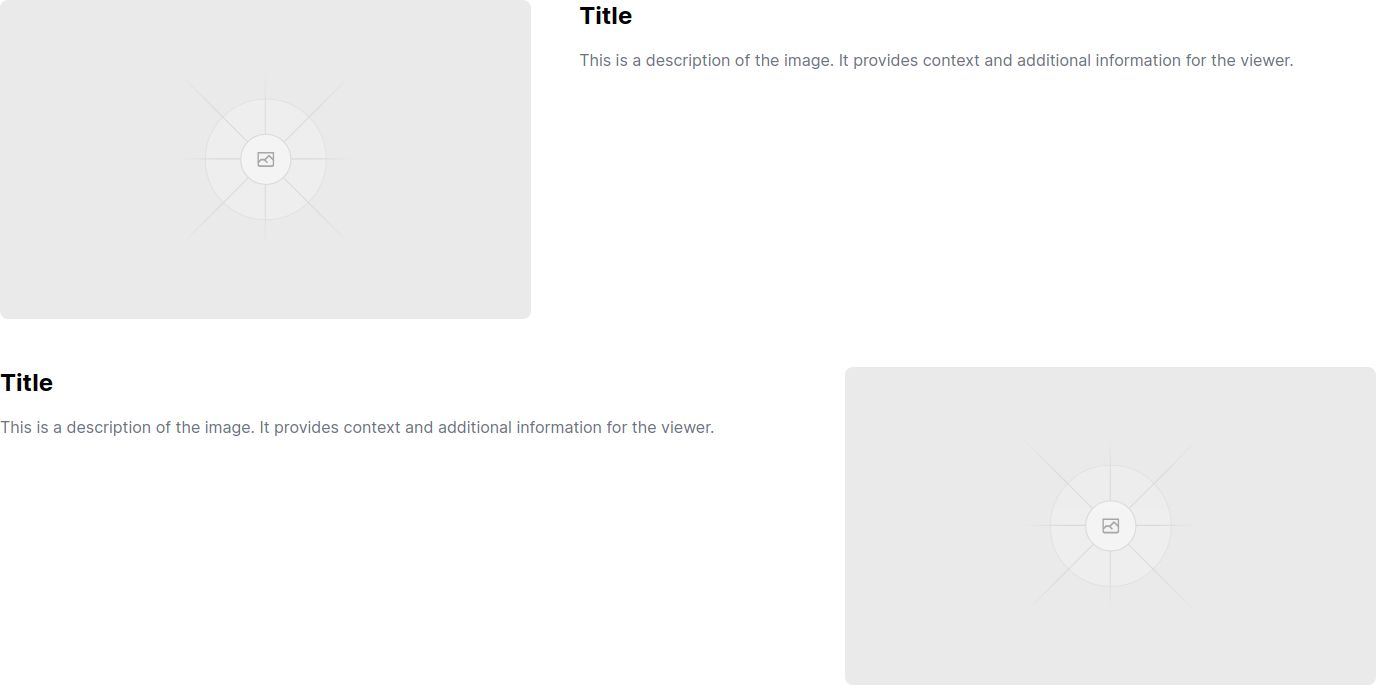 Title
This is a description of the image. It provides context and additional information for the viewer.
Title
This is a description of the image. It provides context and additional information for the viewer.